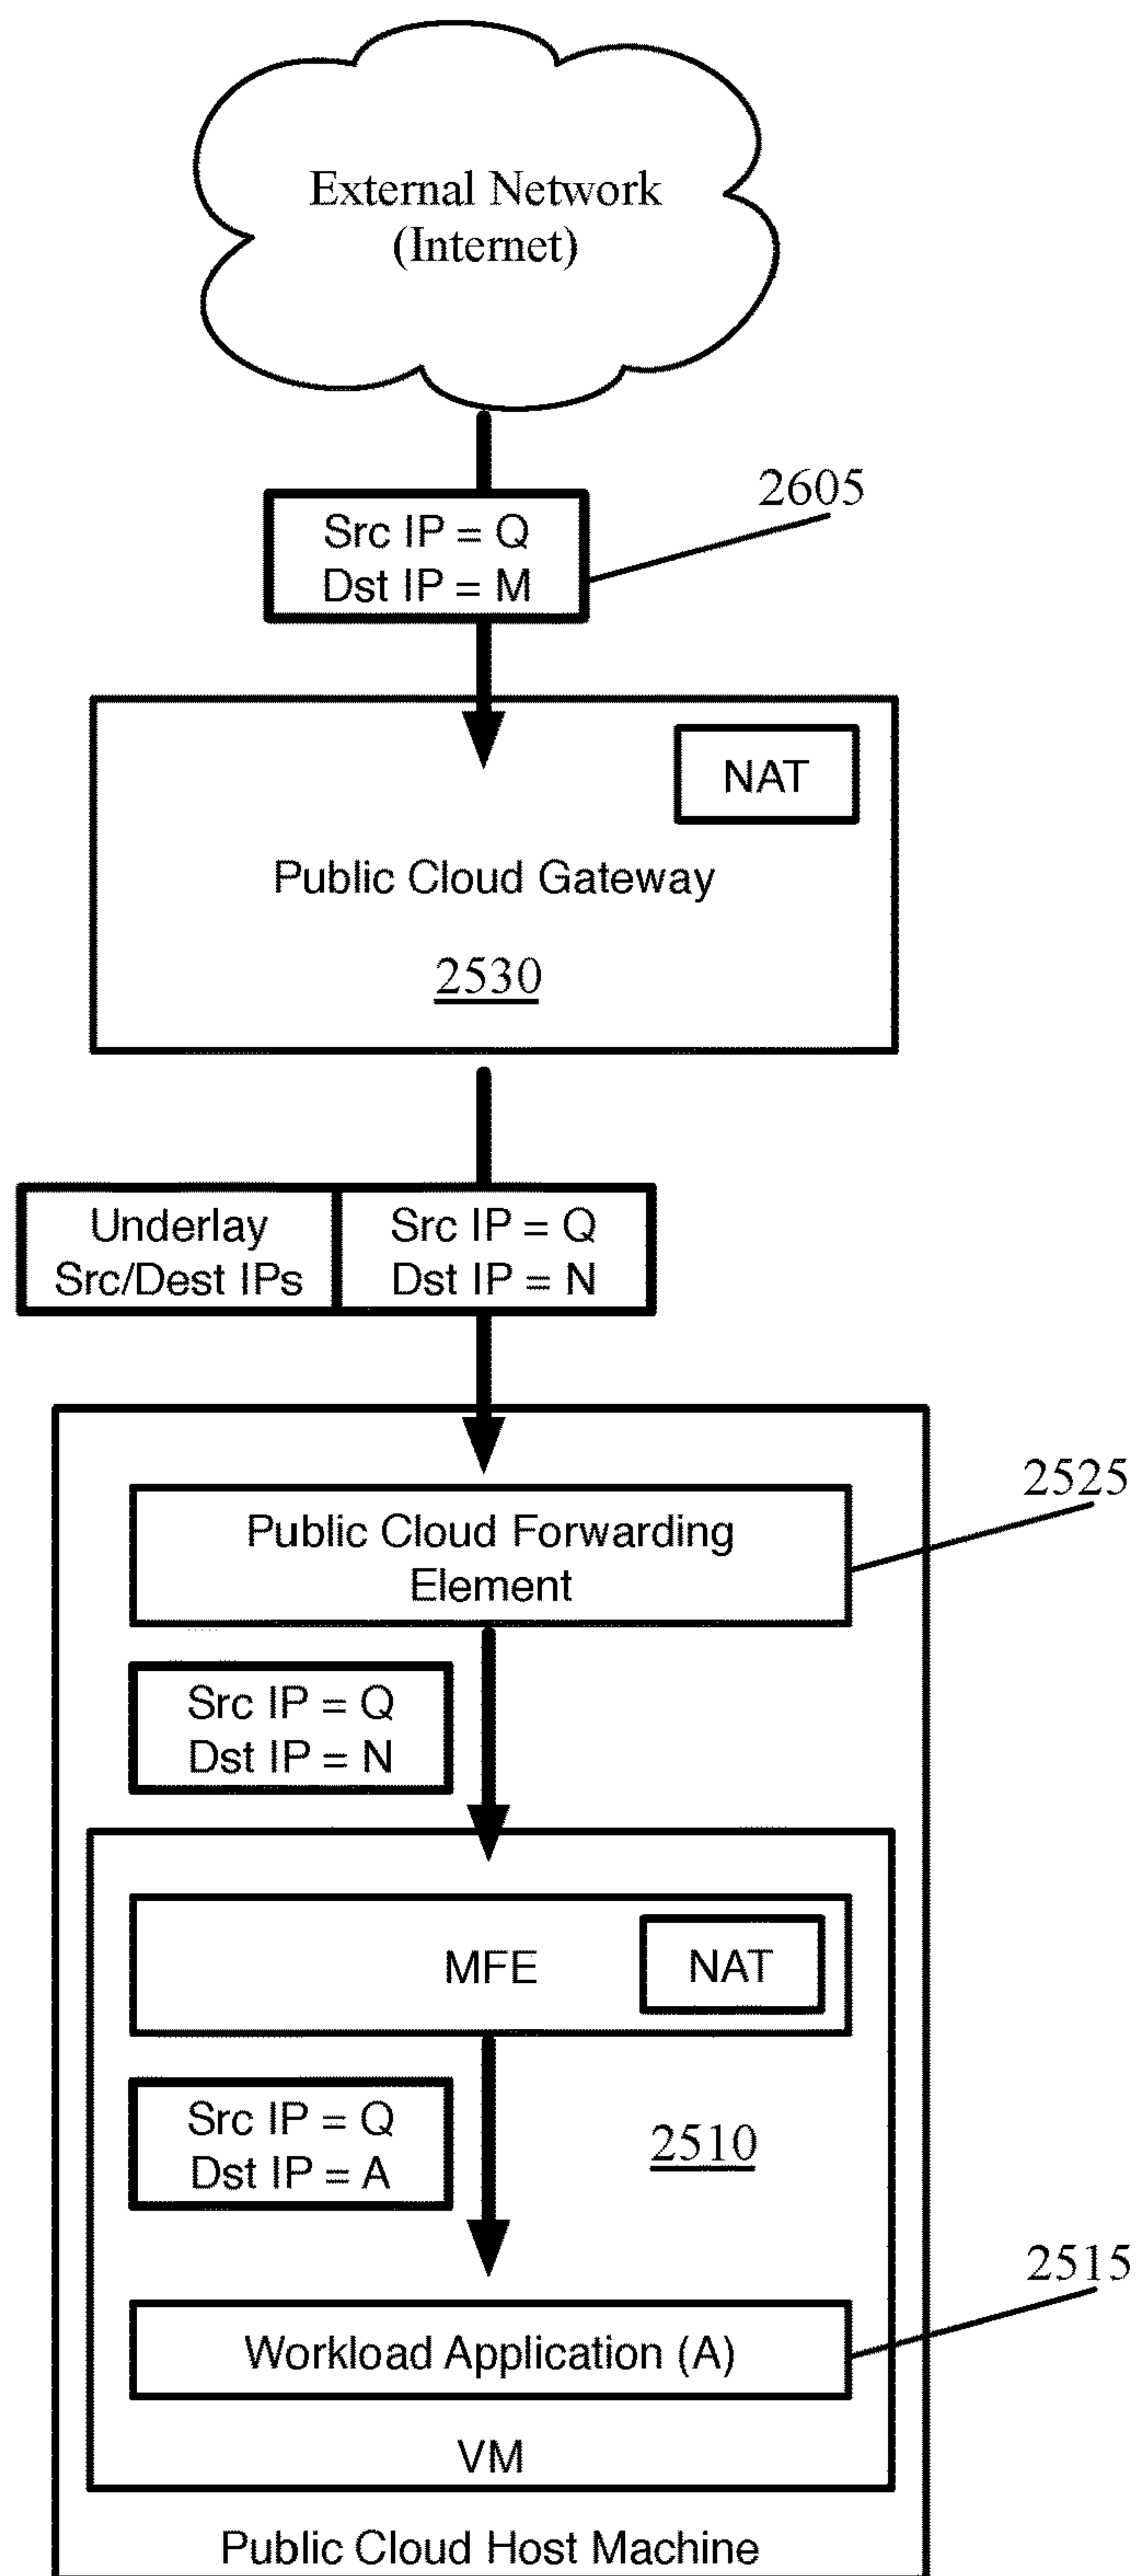 External Network
(Internet)
2605
Src IP = Q
Dst IP = M
NAT
Public Cloud Gateway
2530
Underlay
Src/Dest IPs
Src IP = Q
Dst IP = N
2525
Public Cloud Forwarding
Element
Src IP = Q
Dst IP = N
MFE
NAT
Src IP = Q
Dst IP = A
2510
2515
Workload Application (A)
VM
Public Cloud Host Machine